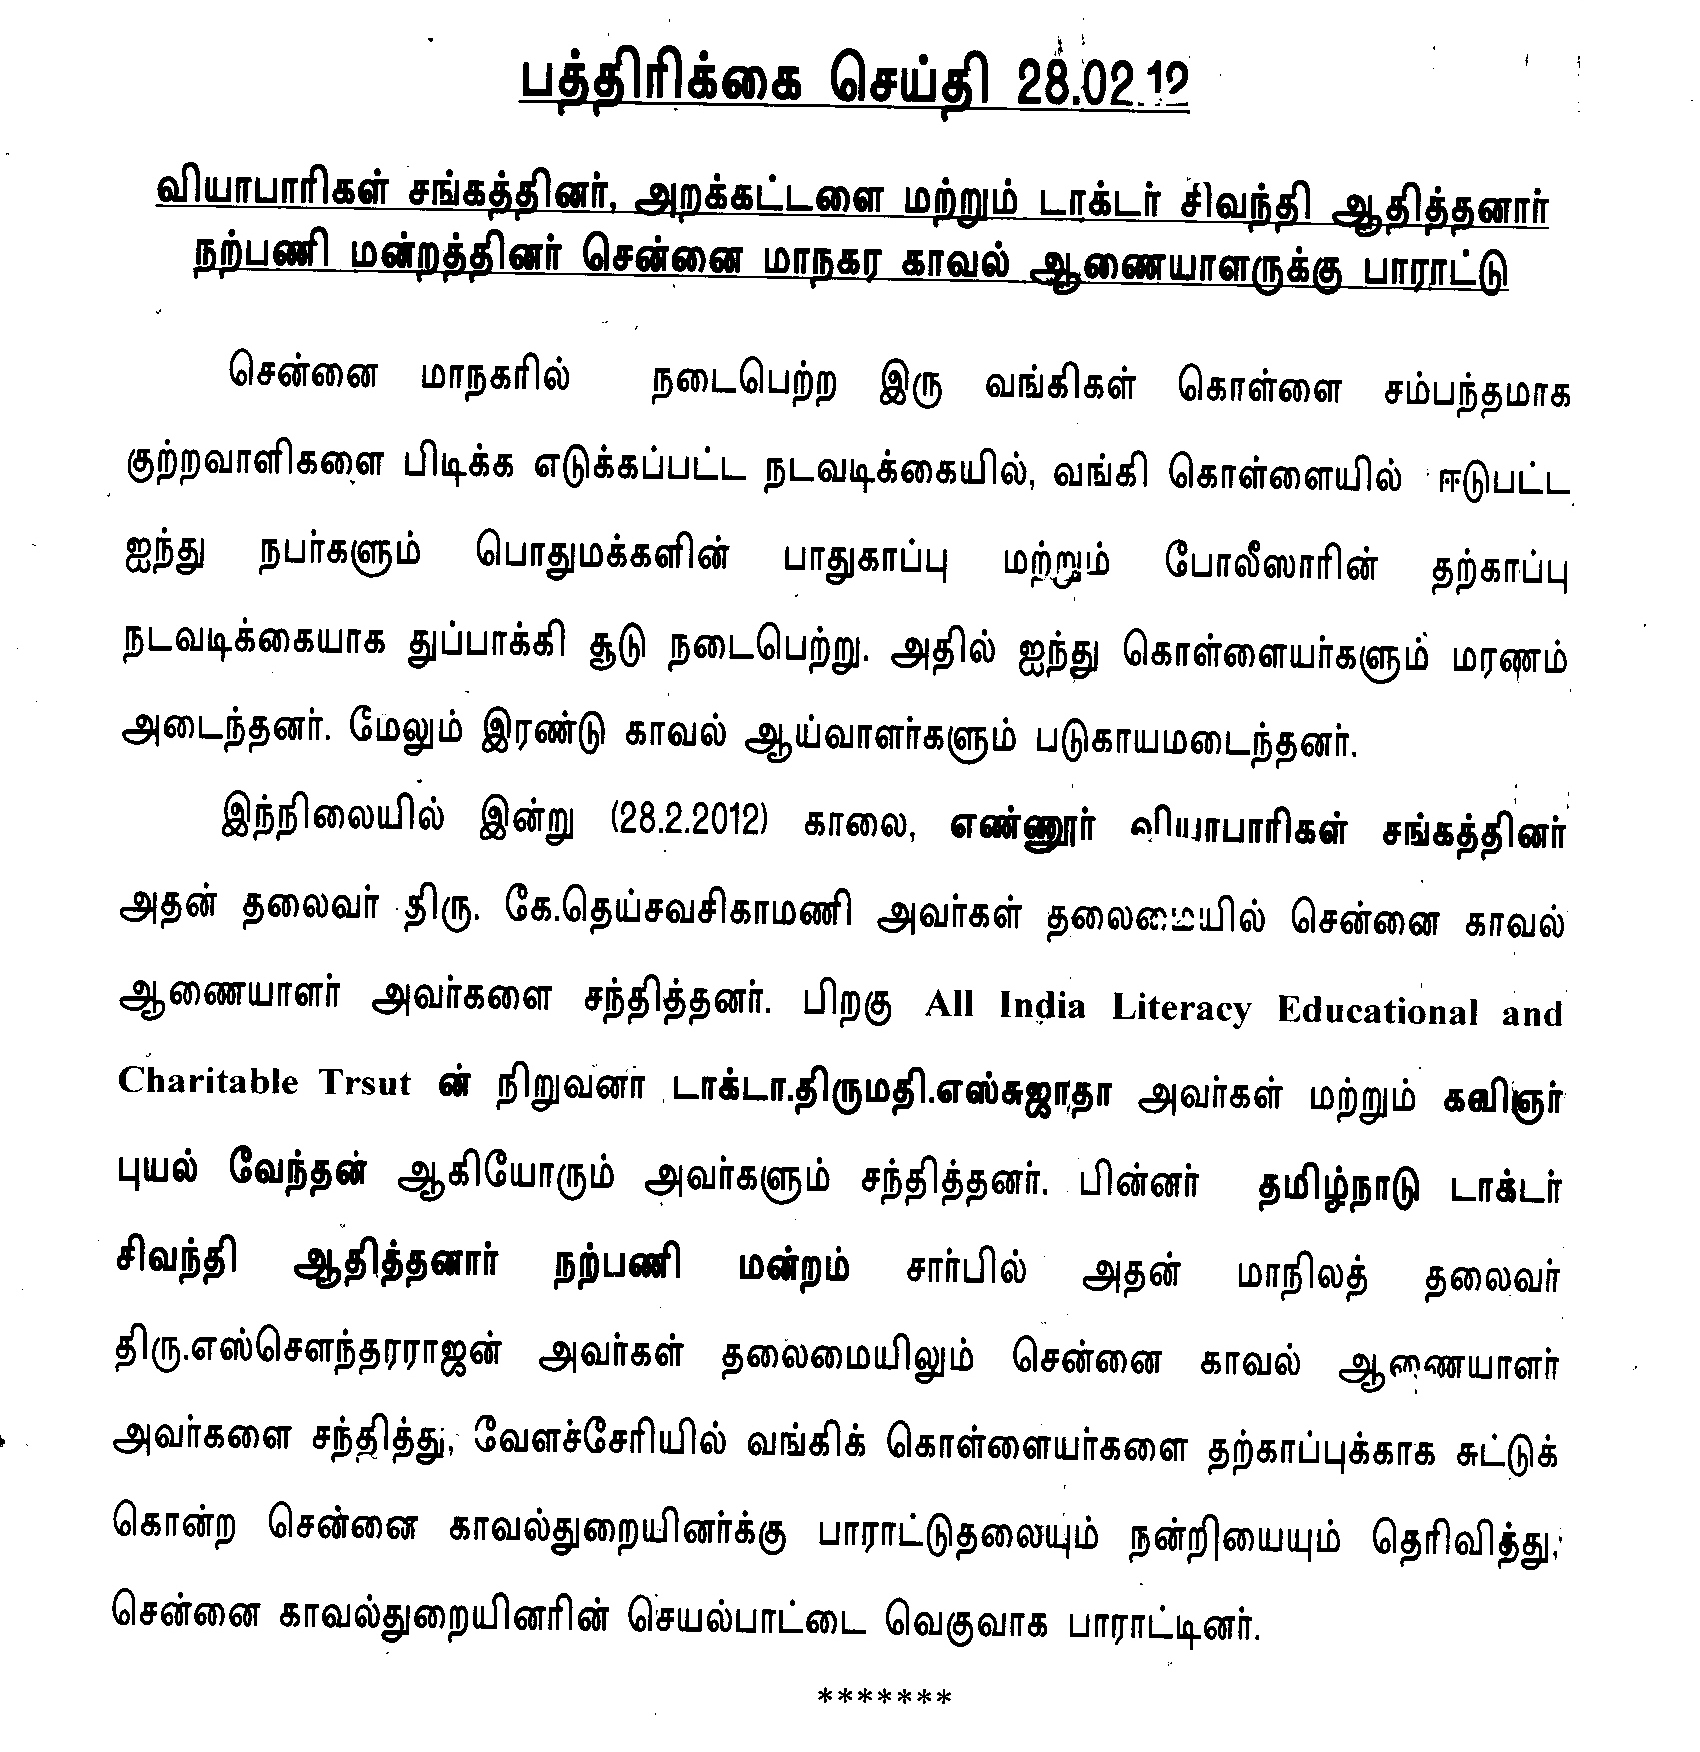 பத்திரிக்கை செய்தி 28.02.12
வியாபாரிகள் சங்கத்தினர், அறக்கட்டளை மற்றும் டாக்டர் சிவந்தி ஆதித்தனார்
நற்பணி மன்றத்தினர் சென்னை மாநகர காவல் ஆணையாளருக்கு பாராட்டு
சென்னை மாநகரில் நடைபெற்ற இரு வங்கிகள் கொள்ளை சம்பந்தமாக
குற்றவாளிகளை பிடிக்க எடுக்கப்பட்ட நடவடிக்கையில், வங்கி கொள்ளையில் ஈடுபட்ட
ஐந்து நபர்களும் பொதுமக்களின் பாதுகாப்பு மற்றும் போலீஸாரின் தற்காப்பு
நடவடிக்கையாக துப்பாக்கி சூடு நடைபெற்று. அதில் ஐந்து கொள்ளையர்களும் மரணம்
அடைந்தனர். மேலும் இரண்டு காவல் ஆய்வாளர்களும் படுகாயமடைந்தனர்.
இந்நிலையில் இன்று (28.2.2012) காலை, எண்ணூர் வியாபாரிகள் சங்கத்தினர்
அதன் தலைவர் திரு. கே.தெய்சவசிகாமணி அவர்கள் தலைமையில் சென்னை காவல்
ஆணையாளர் அவர்களை சந்தித்தனர். பிறகு All India Literacy Educational and
Charitable Trsut ன் நிறுவனர் டாக்டர்.திருமதி.எஸ்சுஜாதா அவர்கள் மற்றும் கவிஞர்
புயல் வேந்தன் ஆகியோரும் அவர்களும் சந்தித்தனர். பின்னர் தமிழ்நாடு டாக்டர்
சிவந்தி ஆதித்தனார் நற்பணி மன்றம் சார்பில் அதன் மாநிலத் தலைவர்
திரு.எஸ்சௌந்தரராஜன் அவர்கள் தலைமையிலும் சென்னை காவல் ஆணையாளர்
அவர்களை சந்தித்து, வேளச்சேரியில் வங்கிக் கொள்ளையர்களை தற்காப்புக்காக சுட்டுக்
கொன்ற சென்னை காவல்துறையினர்க்கு பாராட்டுதலையும் நன்றியையும் தெரிவித்து,
சென்னை காவல்துறையினரின் செயல்பாட்டை வெகுவாக பாராட்டினர்.
*******